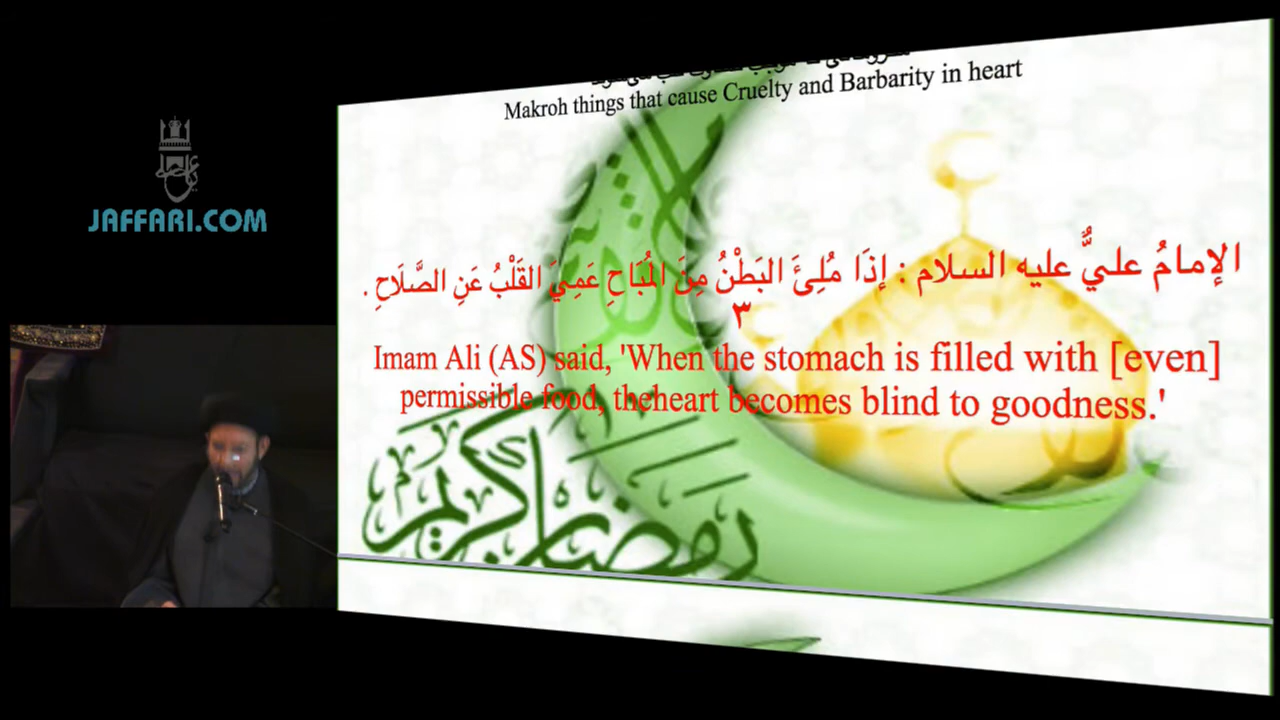 JAFFARI.COM
Makroh things that cause Cruelty and Barbarity in heart
الإمامُ عليٌّ عليه السلام : إذَا مُلِئَ البَطْنُ مِنَ المُبَاحِ عَمِيَ القَلْبُ عَنِ الصَّلَاحِ .
٣
Imam Ali (AS) said, 'When the stomach is filled with [even]
permissible food, theheart becomes blind to goodness.'
رمضان كريم